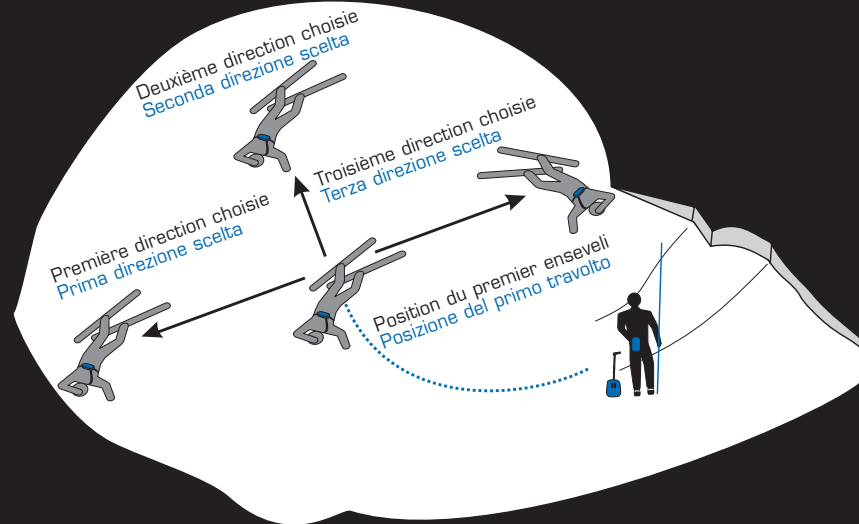 Deuxième direction choisie
Seconda direzione scelta
Troisième direction choisie
Terza direzione scelta
Première direction choisie
Prima direzione scelta
Position du premier enseveli
Posizione del primo travolto